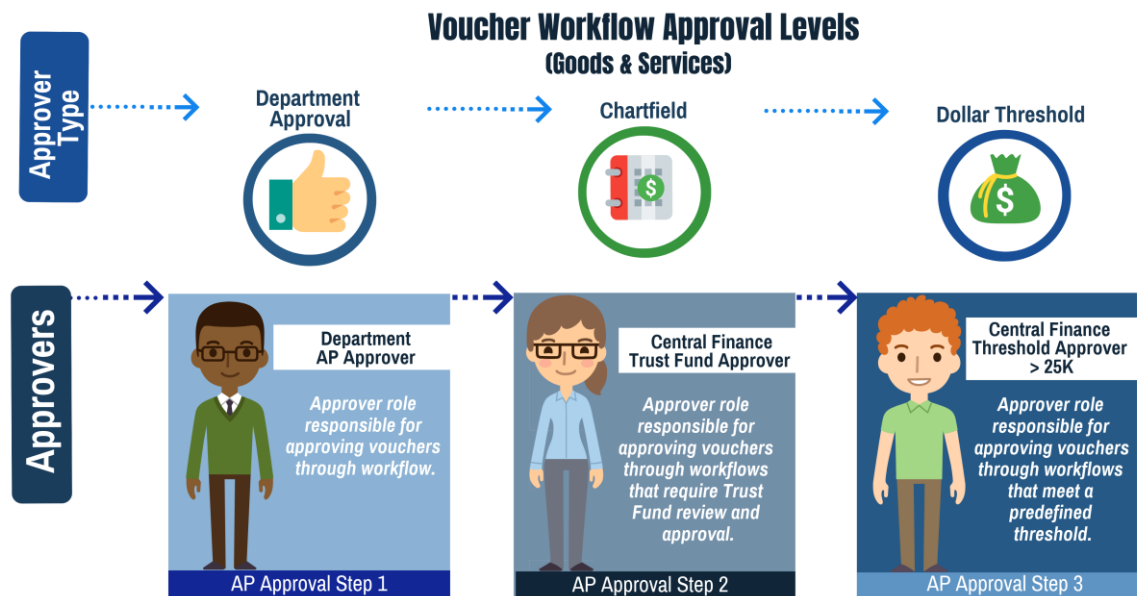 Voucher Workflow Approval Levels
(Goods & Services)
Approver
Type
Department
Approval
Chartfield
$
Dollar Threshold
$
Approvers
Department
AP Approver
Approver role
responsible for
approving vouchers
through workflow.
AP Approval Step 1
Central Finance
Trust Fund Approver
Approver role
responsible for
approving vouchers
through workflows
that require Trust
Fund review and
approval.
AP Approval Step 2
Central Finance
Threshold Approver
> 25K
Approver role
responsible for
approving vouchers
through workflows
that meet a
predefined
threshold.
AP Approval Step 3